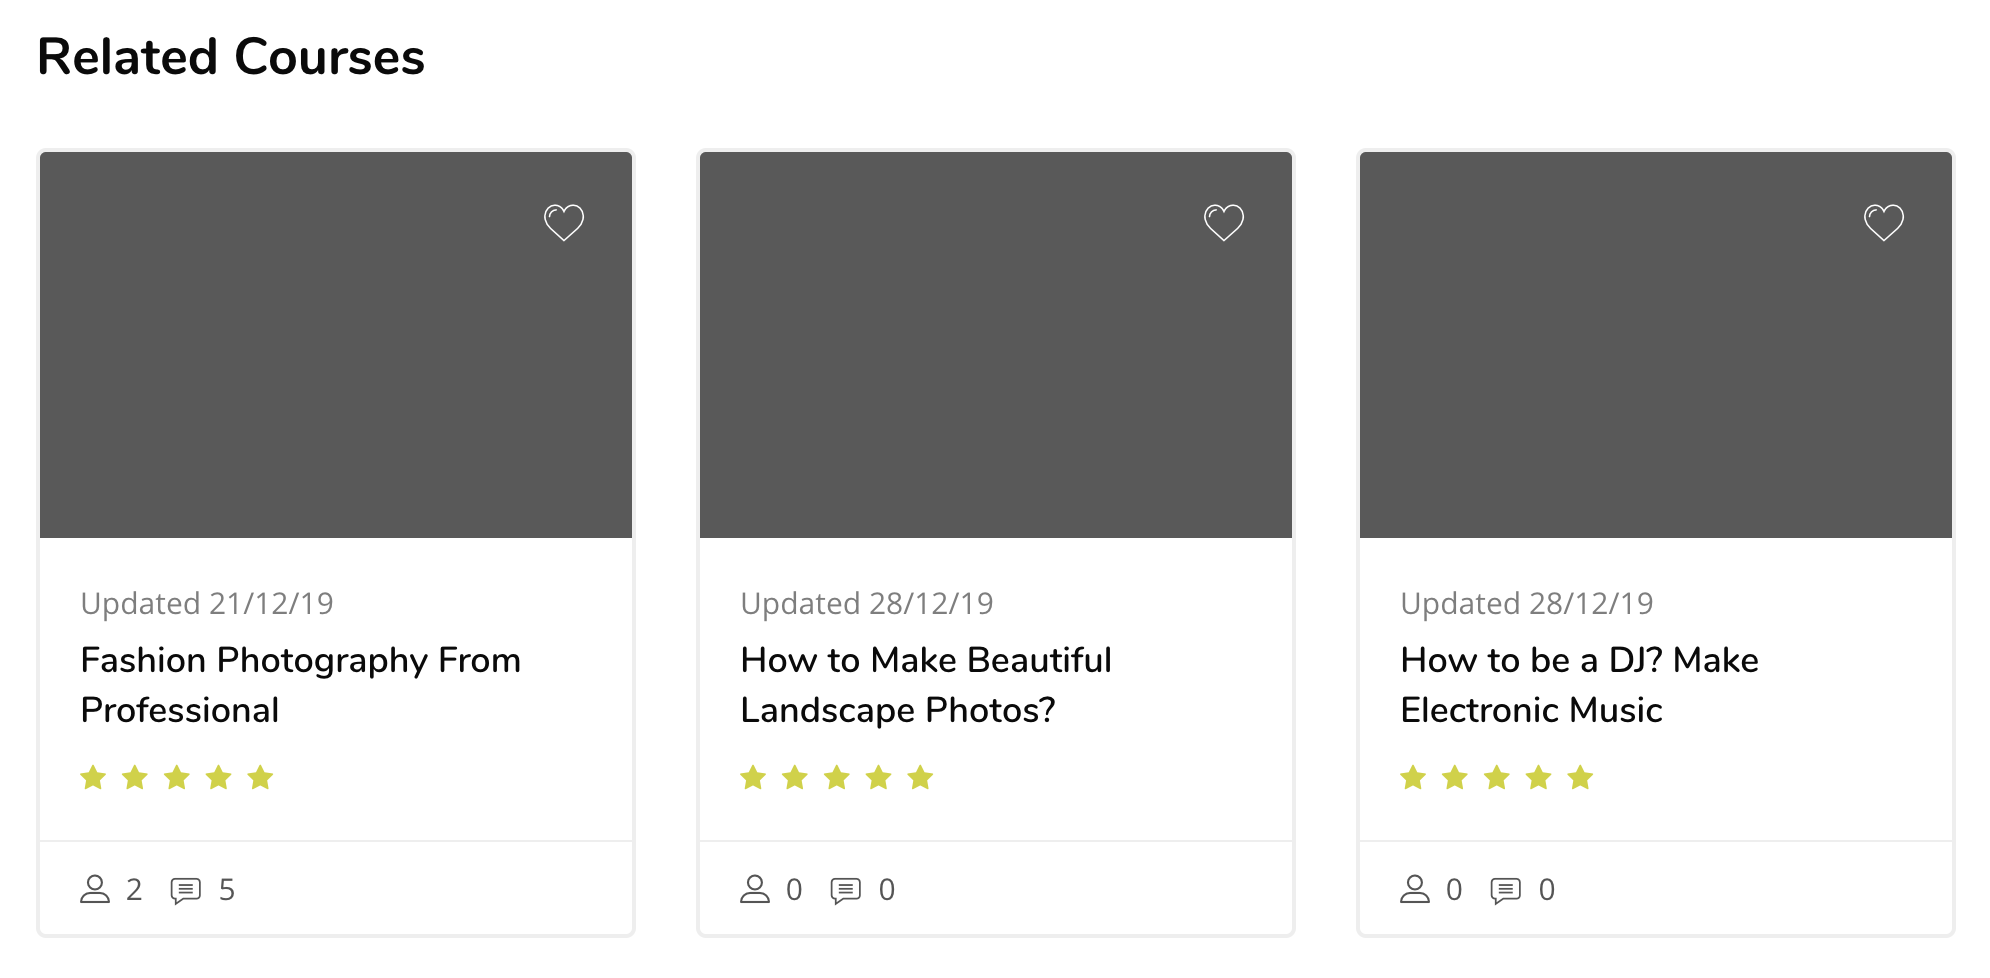 Related Courses
Updated 21/12/19
Fashion Photography From
Professional
2 5
Updated 28/12/19
How to Make Beautiful
Landscape Photos?
0 0
Updated 28/12/19
How to be a DJ? Make
Electronic Music
0 0